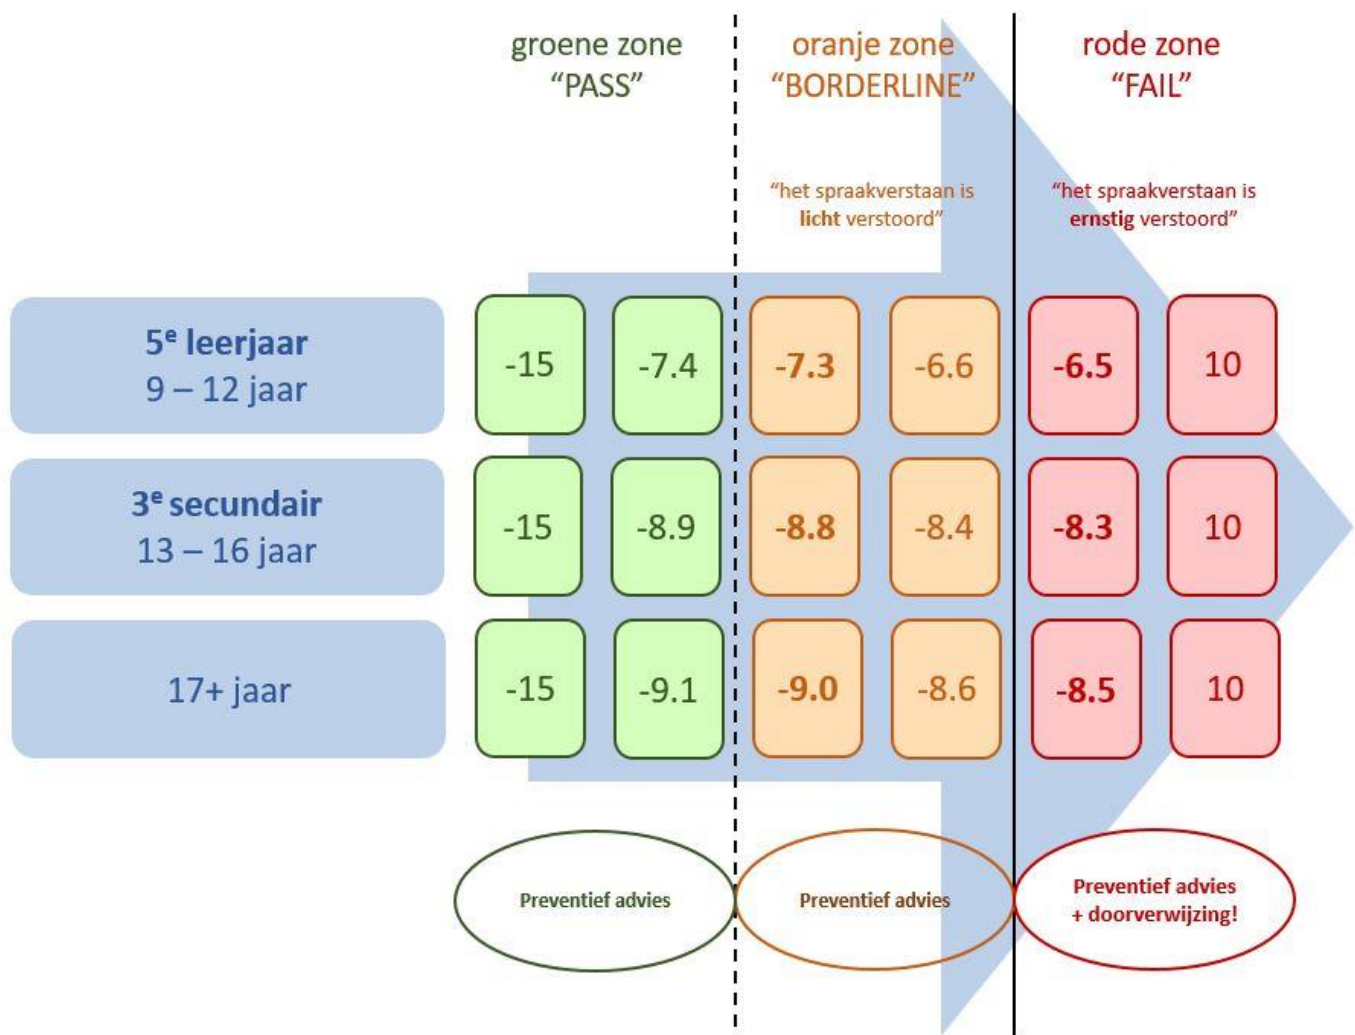 groene zone
“PASS”
oranje zone
“BORDERLINE”
rode zone
“FAIL”
“het spraakverstaan is
licht verstoord”
“het spraakverstaan is
ernstig verstoord”
5e leerjaar
9 – 12 jaar
-15
-7.4
-7.3
-6.6
-6.5
10
3e secundair
13 – 16 jaar
-15
-8.9
-8.8
-8.4
-8.3
10
17+ jaar
-15
-9.1
-9.0
-8.6
-8.5
10
Preventief advies
Preventief advies
Preventief advies
+ doorverwijzing!